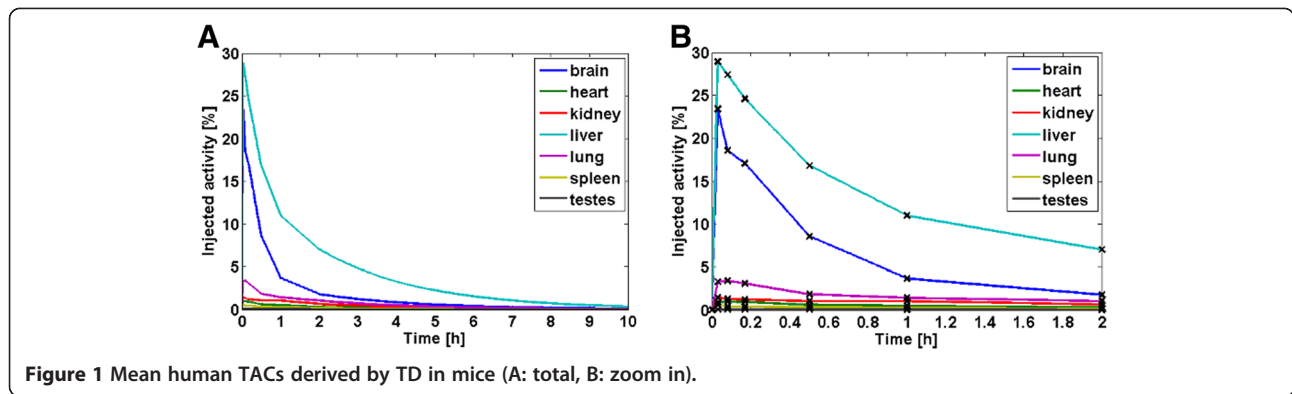 A
Injected activity [%]
30
25
20
15
10
5
0
0 1 2 3 4 5 6 7 8 9 10
Time [h]
brain
heart
kidney
liver
lung
spleen
testes
B
Injected activity [%]
30
25
20
15
10
5
0
0 0.2 0.4 0.6 0.8 1 1.2 1.4 1.6 1.8 2
Time [h]
brain
heart
kidney
liver
lung
spleen
testes
Figure 1 Mean human TACs derived by TD in mice (A: total, B: zoom in).